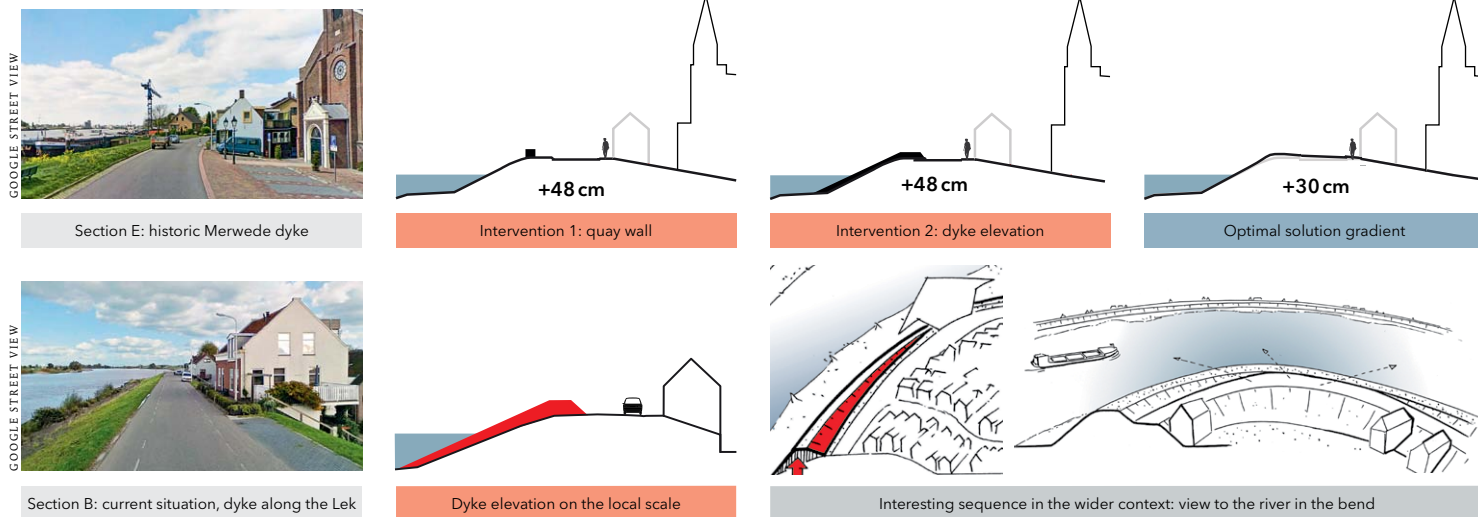 GOOGLE STREET VIEW
+48 cm
+48 cm
+30 cm
Section E: historic Merwede dyke
Intervention 1: quay wall
Intervention 2: dyke elevation
Optimal solution gradient
GOOGLE STREET VIEW
Section B: current situation, dyke along the Lek
Dyke elevation on the local scale
Interesting sequence in the wider context: view to the river in the bend